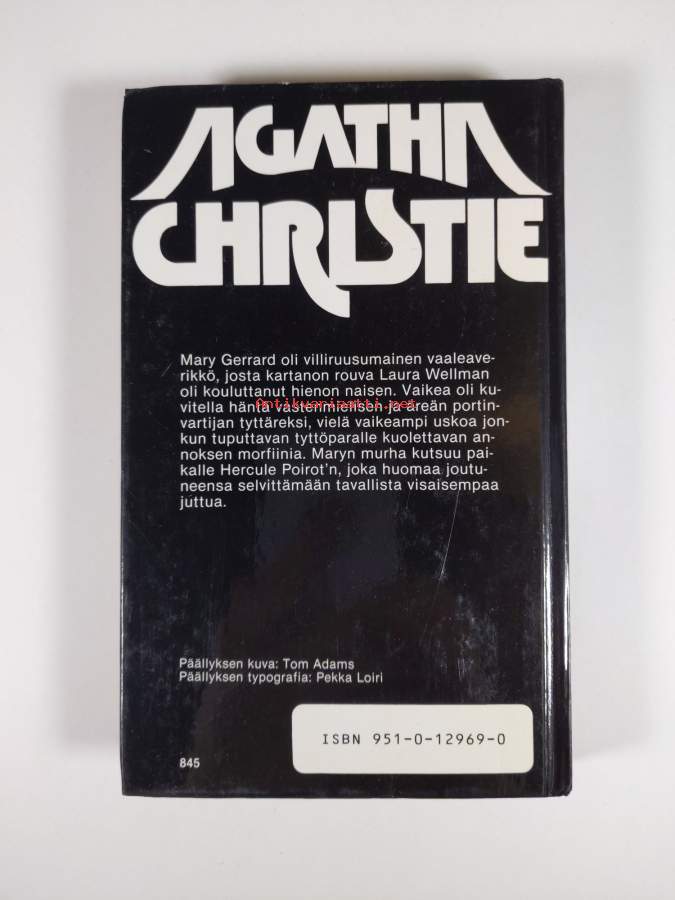 AGATHA
CHRISTIE
Mary Gerrard oli villiruusumainen vaaleave-
rikkö, josta kartanon rouva Laura Wellman
oli kouluttanut hienon naisen. Vaikea oli ku-
Antikvariaatti.net
vitella häntä vastenmielisen ja äreän portin-
vartijan tyttäreksi, vielä vaikeampi uskoa jon-
kun tuputtavan tyttöparalle kuolettavan an-
noksen morfiinia. Maryn murha kutsuu pai-
kalle Hercule Poirot'n, joka huomaa joutu-
neensa selvittämään tavallista visaisempaa
juttua.
Päällyksen kuva: Tom Adams
Päällyksen typografia: Pekka Loiri
ISBN 951-0-12969-0
845